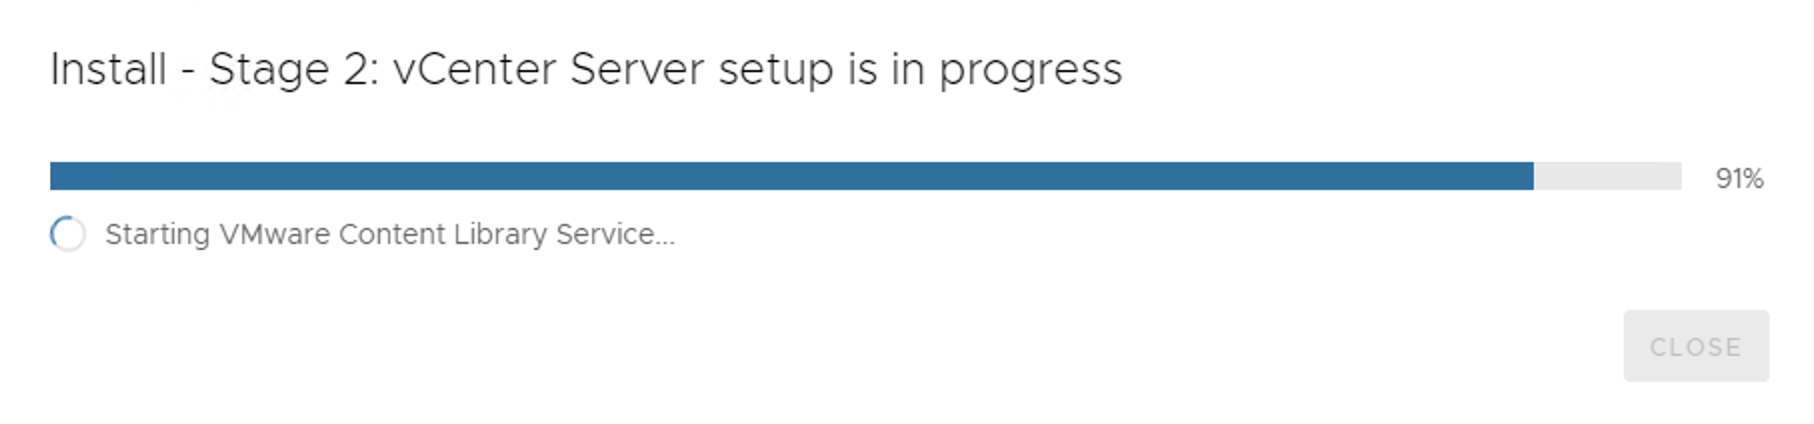 Install - Stage 2: vCenter Server setup is in progress
91%
Starting VMware Content Library Service...
CLOSE